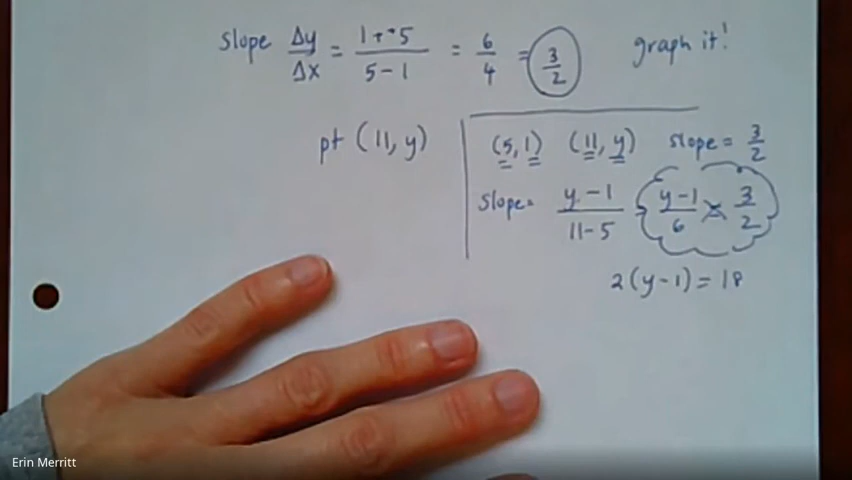 slope Δy/Δx = 1+⁻5/5-1 = 6/4 = 3/2 graph it!
pt (11, y)
(5, 1) (11, y) slope = 3/2
slope = y-1/11-5 = y-1/6 = 3/2
2(y-1) = 18
Erin Merritt